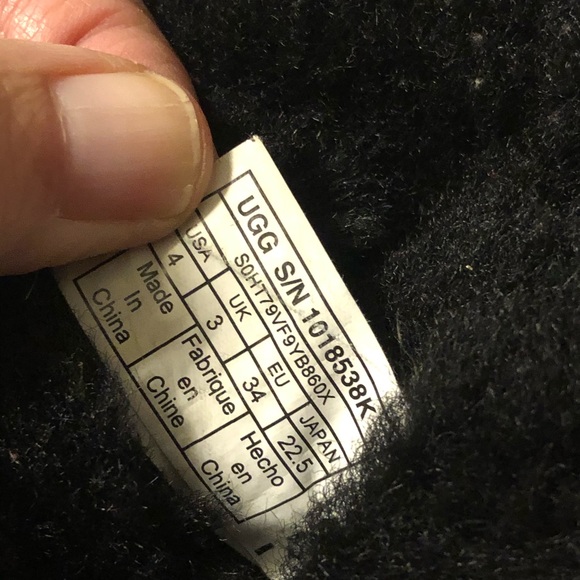 UGG S/N 1018538K
S0HT79VF9YB860X
USA UK EU JAPAN
4 3 34 22.5
Made In China
Fabrique en Chine
Hecho en China